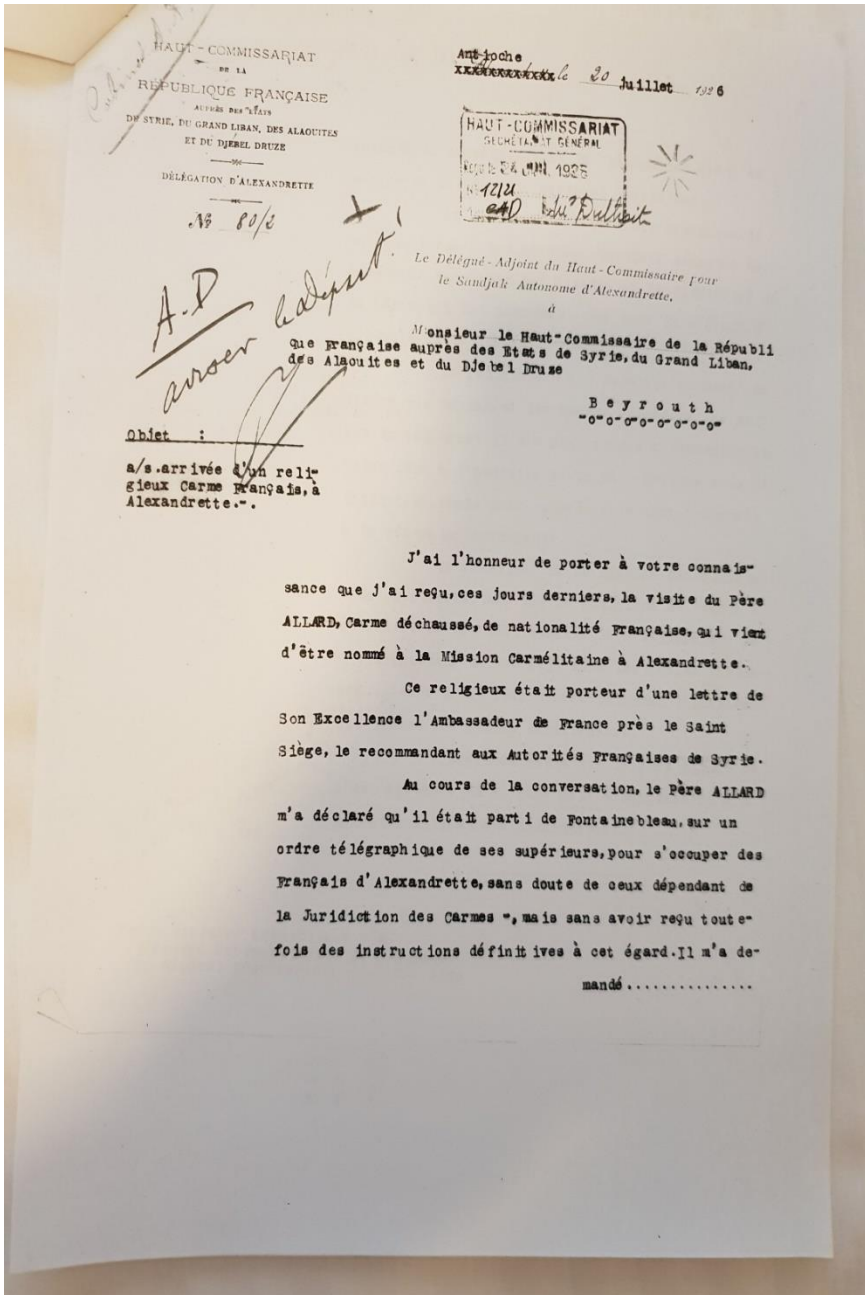 HAUT-COMMISSARIAT
DE LA
RÉPUBLIQUE FRANÇAISE
AUPRÈS DES ÉTATS
DE SYRIE, DU GRAND LIBAN, DES ALAOUITES
ET DU DJEBEL DRUZE
DÉLÉGATION D'ALEXANDRETTE
No 80/2
Antioche
xxxxxxxxxxxxx le 20 Juillet 1926
HAUT-COMMISSARIAT
SECRÉTARIAT GÉNÉRAL
1926
12121
A.D
aviser le départ!
Le Délégué-Adjoint du Haut-Commissaire pour
le Sandjak Autonome d'Alexandrette,
à
Monsieur le Haut-Commissaire de la Républi
que Française auprès des Etats de Syrie, du Grand Liban,
des Alaouites et du Djebel Druze
B e y r o u t h
"o"o"o"o"o"o"o"o"
Objet :
a/s.arrivée d'un reli-
gieux Carme Français, à
Alexandrette.-.
J'ai l'honneur de porter à votre connais-
sance que j'ai reçu, ces jours derniers, la visite du Père
ALLARD, Carme déchaussé, de nationalité Française, qui vient
d'être nommé à la Mission Carmélitaine à Alexandrette.
Ce religieux était porteur d'une lettre de
Son Excellence l'Ambassadeur de France près le Saint
Siège, le recommandant aux Autorités Françaises de Syrie.
Au cours de la conversation, le Père ALLARD
m'a déclaré qu'il était parti de Fontainebleau, sur un
ordre télégraphique de ses supérieurs, pour s'occuper des
Français d'Alexandrette, sans doute de ceux dépendant de
la Juridiction des Carmes ", mais sans avoir reçu toute-
fois des instructions définitives à cet égard. Il m'a de-
mandé...............